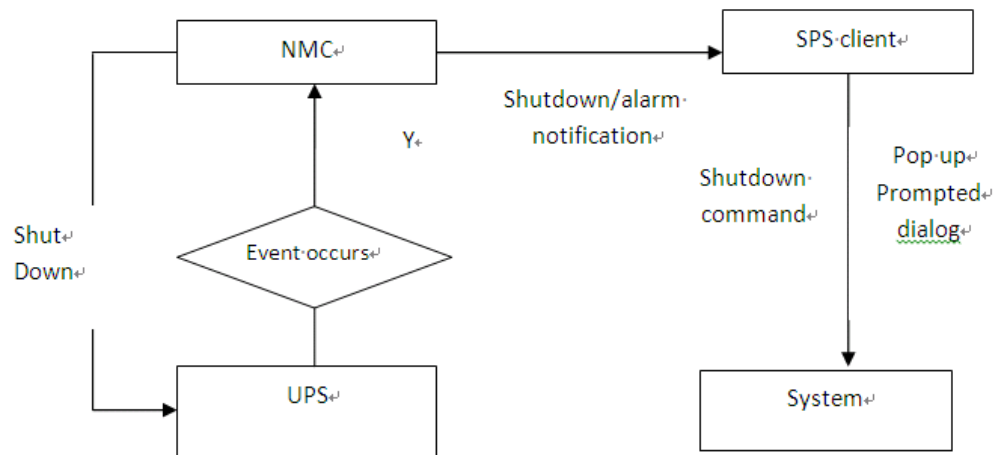 NMC
SPS client
Shutdown/alarm
notification
Y
Shutdown
command
Pop up
Prompted
dialog
Shut
Down
Event occurs
UPS
System